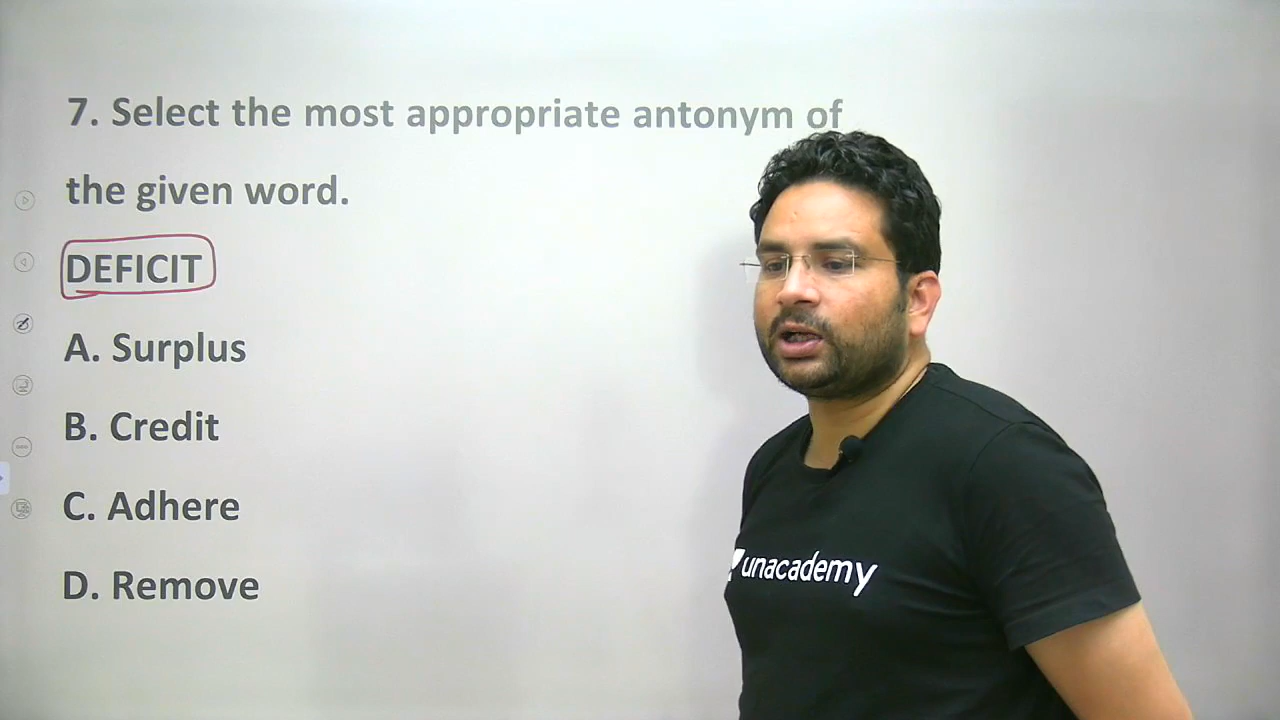 7. Select the most appropriate antonym of
the given word.
DEFICIT
A. Surplus
B. Credit
C. Adhere
D. Remove
unacademy